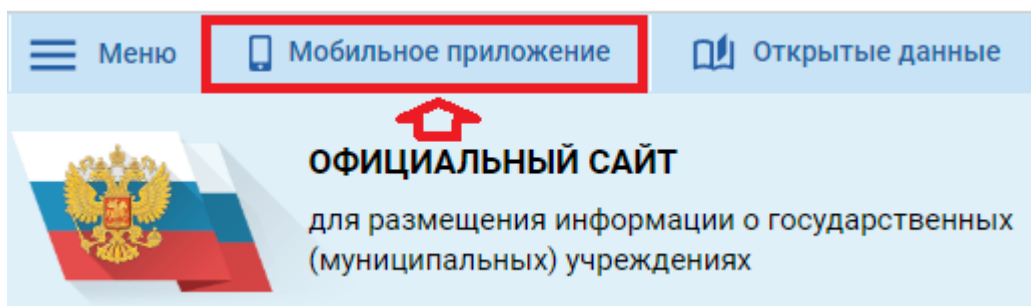 Меню Мобильное приложение Открытые данные
ОФИЦИАЛЬНЫЙ САЙТ
для размещения информации о государственных
(муниципальных) учреждениях